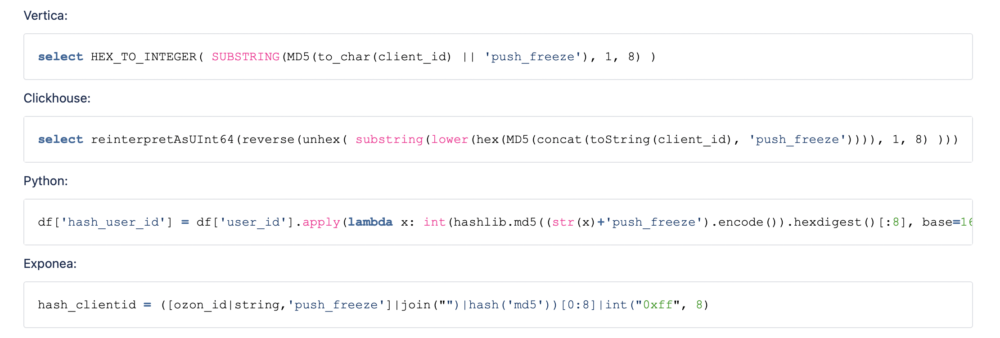 Vertica:
select HEX_TO_INTEGER( SUBSTRING(MD5(to_char(client_id) || 'push_freeze'), 1, 8) )
Clickhouse:
select reinterpretAsUInt64(reverse(unhex( substring(lower(hex(MD5(concat(toString(client_id), 'push_freeze')))), 1, 8) )))
Python:
df['hash_user_id'] = df['user_id'].apply(lambda x: int(hashlib.md5((str(x)+'push_freeze').encode()).hexdigest()[:8], base=16
Exponea:
hash_clientid = ([ozon_id|string,'push_freeze']|join("")|hash('md5'))[0:8]|int("0xff", 8)